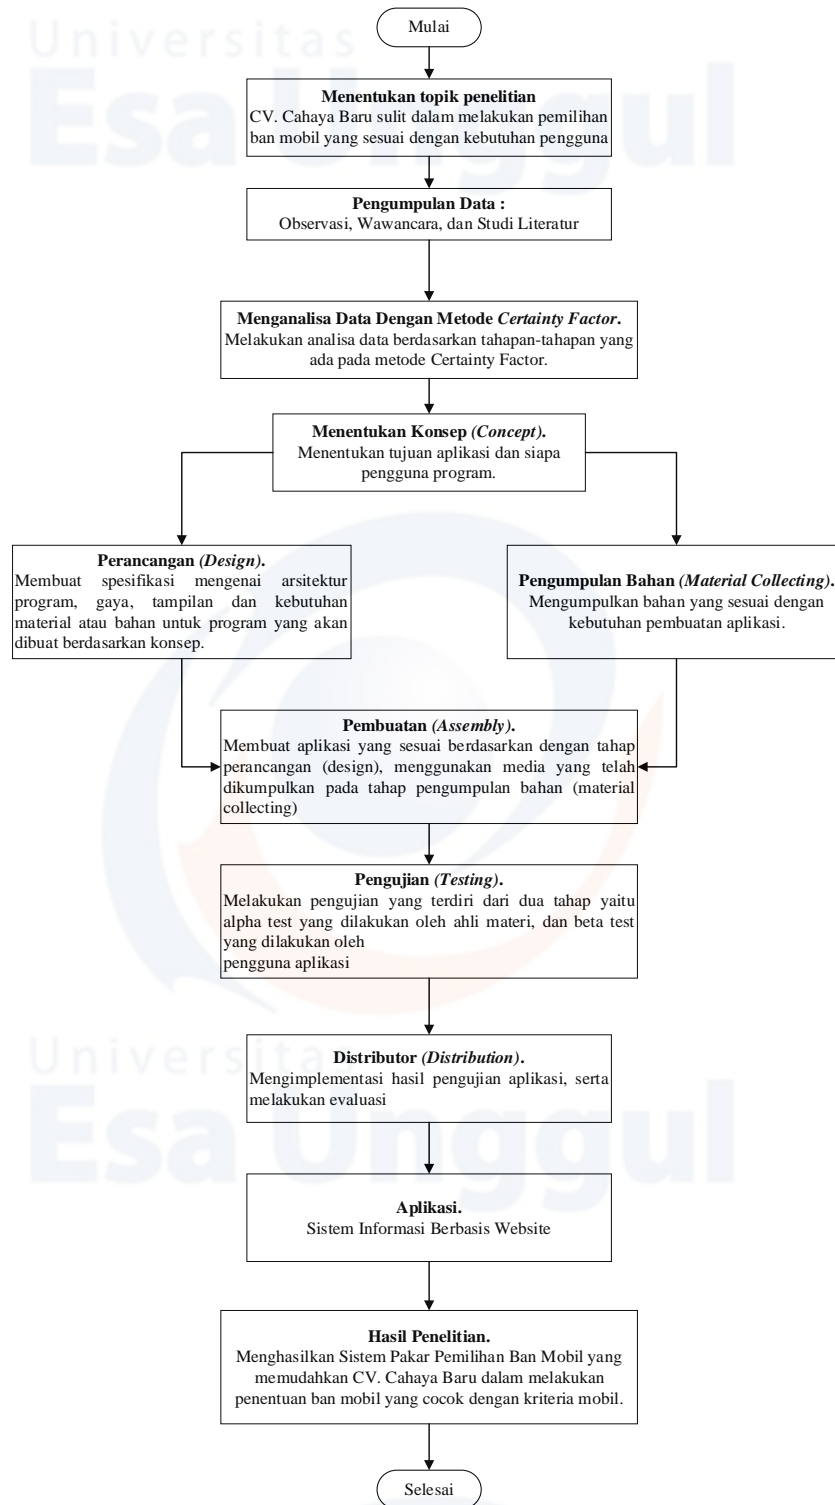 Universitas
Esa Unggul
Mulai
Menentukan topik penelitian
CV. Cahaya Baru sulit dalam melakukan pemilihan
ban mobil yang sesuai dengan kebutuhan pengguna
Pengumpulan Data :
Observasi, Wawancara, dan Studi Literatur
Menganalisa Data Dengan Metode Certainty Factor.
Melakukan analisa data berdasarkan tahapan-tahapan yang
ada pada metode Certainty Factor.
Menentukan Konsep (Concept).
Menentukan tujuan aplikasi dan siapa
pengguna program.
Perancangan (Design).
Membuat spesifikasi mengenai arsitektur
program, gaya, tampilan dan kebutuhan
material atau bahan untuk program yang akan
dibuat berdasarkan konsep.
Pengumpulan Bahan (Material Collecting).
Mengumpulkan bahan yang sesuai dengan
kebutuhan pembuatan aplikasi.
Pembuatan (Assembly).
Membuat aplikasi yang sesuai berdasarkan dengan tahap
perancangan (design), menggunakan media yang telah
dikumpulkan pada tahap pengumpulan bahan (material
collecting)
Pengujian (Testing).
Melakukan pengujian yang terdiri dari dua tahap yaitu
alpha test yang dilakukan oleh ahli materi, dan beta test
yang dilakukan oleh
pengguna aplikasi
Universitas
Esa Unggul
Distributor (Distribution).
Mengimplementasi hasil pengujian aplikasi, serta
melakukan evaluasi
Aplikasi.
Sistem Informasi Berbasis Website
Hasil Penelitian.
Menghasilkan Sistem Pakar Pemilihan Ban Mobil yang
memudahkan CV. Cahaya Baru dalam melakukan
penentuan ban mobil yang cocok dengan kriteria mobil.
Selesai